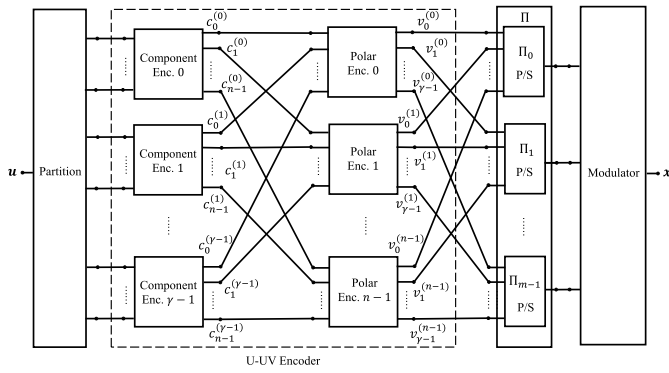 u
Partition
Component
Enc. 0
Component
Enc. 1
Component
Enc. γ − 1
c_0^{(0)}
c_1^{(0)}
c_{n−1}^{(0)}
c_0^{(1)}
c_1^{(1)}
c_{n−1}^{(1)}
c_0^{(γ−1)}
c_1^{(γ−1)}
c_{n−1}^{(γ−1)}
Polar
Enc. 0
Polar
Enc. 1
Polar
Enc. n − 1
v_0^{(0)}
v_1^{(0)}
v_{γ−1}^{(0)}
v_0^{(1)}
v_1^{(1)}
v_{γ−1}^{(1)}
v_0^{(n−1)}
v_1^{(n−1)}
v_{γ−1}^{(n−1)}
Π
Π_0
P/S
Π_1
P/S
Π_{m−1}
P/S
Modulator
x
U-UV Encoder